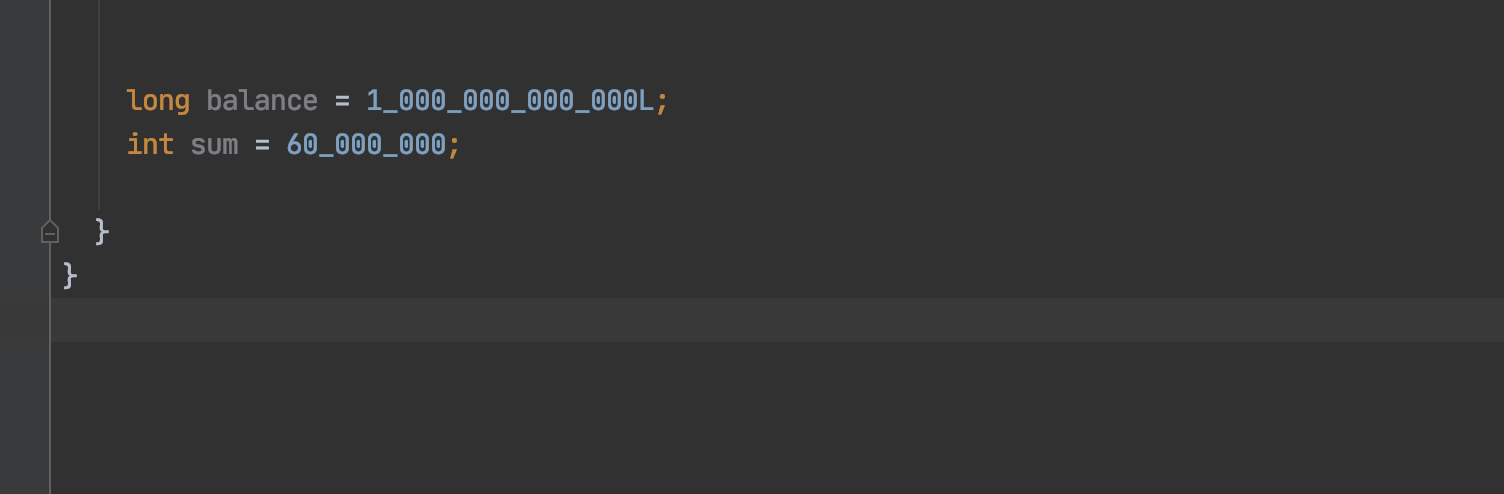 long balance = 1_000_000_000_000L;
int sum = 60_000_000;
}
}